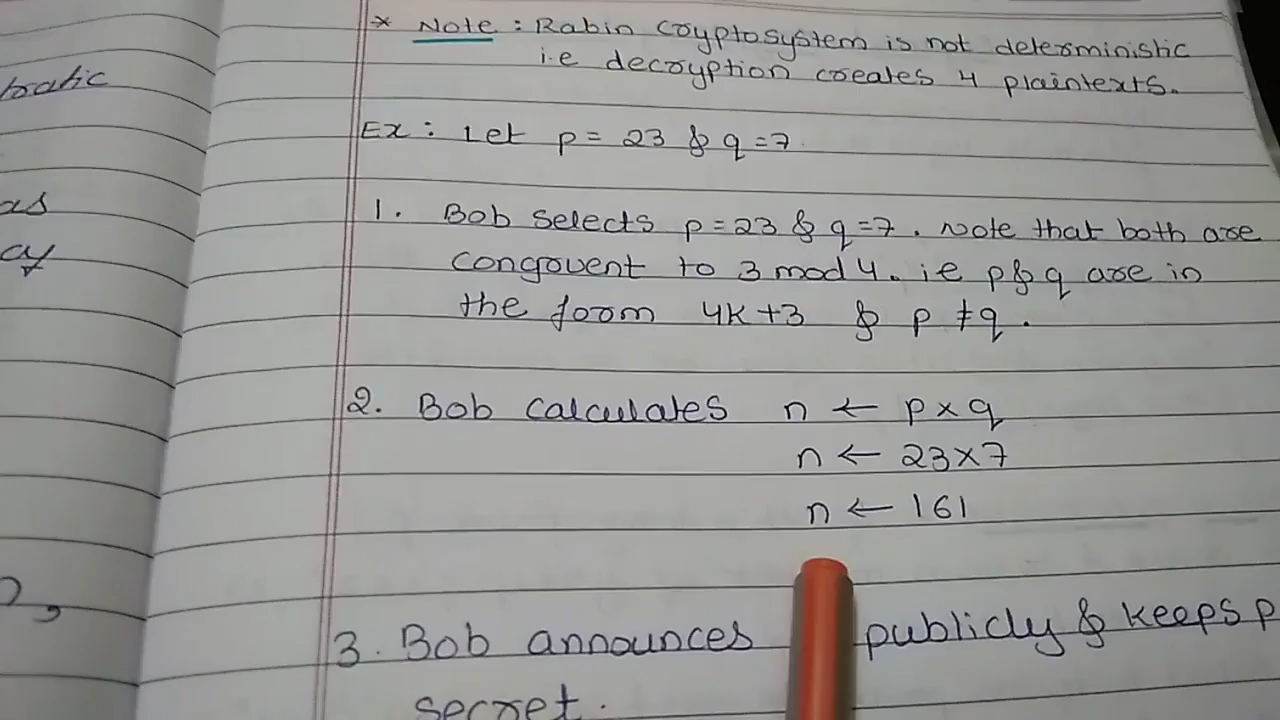 * Note : Rabin Cryptosystem is not deterministic
i.e decryption creates 4 plaintexts.
Ex : Let p = 23 & q = 7.
1. Bob selects p = 23 & q = 7. Note that both are
congruent to 3 mod 4. ie p & q are in
the form 4k+3 & p ≠ q.
2. Bob calculates n ← p × q
n ← 23 × 7
n ← 161
3. Bob announces publicly & keeps p
secret.
as